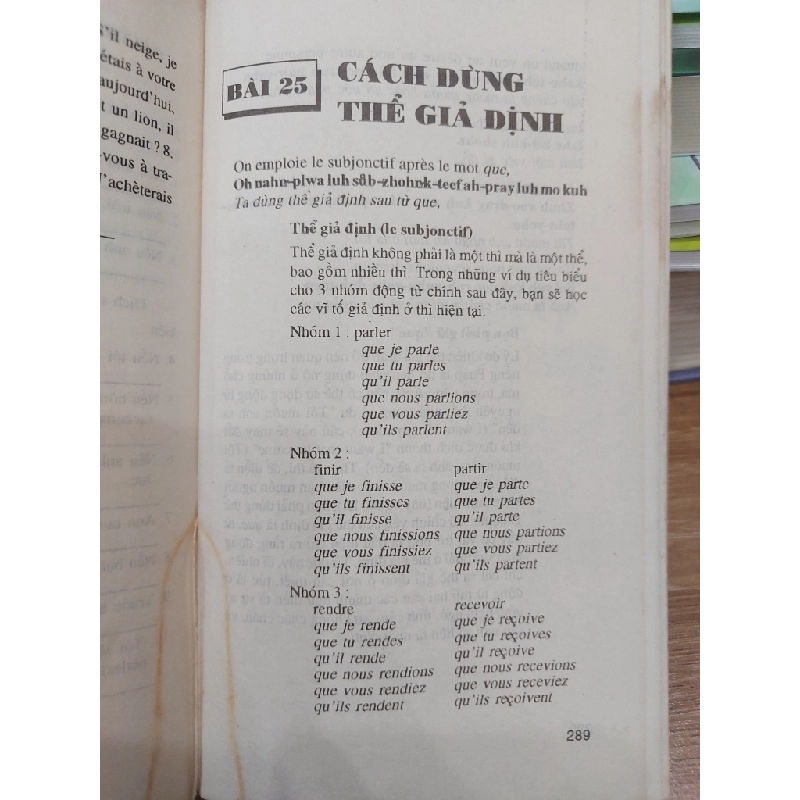 S'il neige, je
étais à votre
aujourd'hui,
t un lion, il
gagnait ? 8.
-vous à tra-
J'achèterais
BÀI 25
CÁCH DÙNG
THỂ GIẢ ĐỊNH
On emploie le subjonctif après le mot que,
Oh nahn-plwa luh sûb-zhohnk-teef ah-pray luh mo kuh
Ta dùng thể giả định sau từ que,
Thể giả định (le subjonctif)
Thể giả định không phải là một thì mà là một thể,
bao gồm nhiều thì. Trong những ví dụ tiêu biểu
cho 3 nhóm động từ chính sau đây, bạn sẽ học
các vĩ tố giả định ở thì hiện tại.
Nhóm 1 : parler
que je parle
que tu parles
qu'il parle
que nous parlions
que vous parliez
qu'ils parlent
Nhóm 2 :
finir
que je finisse
que tu finisses
qu'il finisse
que nous finissions
que vous finissiez
qu'ils finissent
partir
que je parte
que tu partes
qu'il parte
que nous partions
que vous partiez
qu'ils partent
Nhóm 3 :
rendre
que je rende
que tu rendes
qu'il rende
que nous rendions
que vous rendiez
qu'ils rendent
recevoir
que je reçoive
que tu reçoives
qu'il reçoive
que nous recevions
que vous receviez
qu'ils reçoivent
289